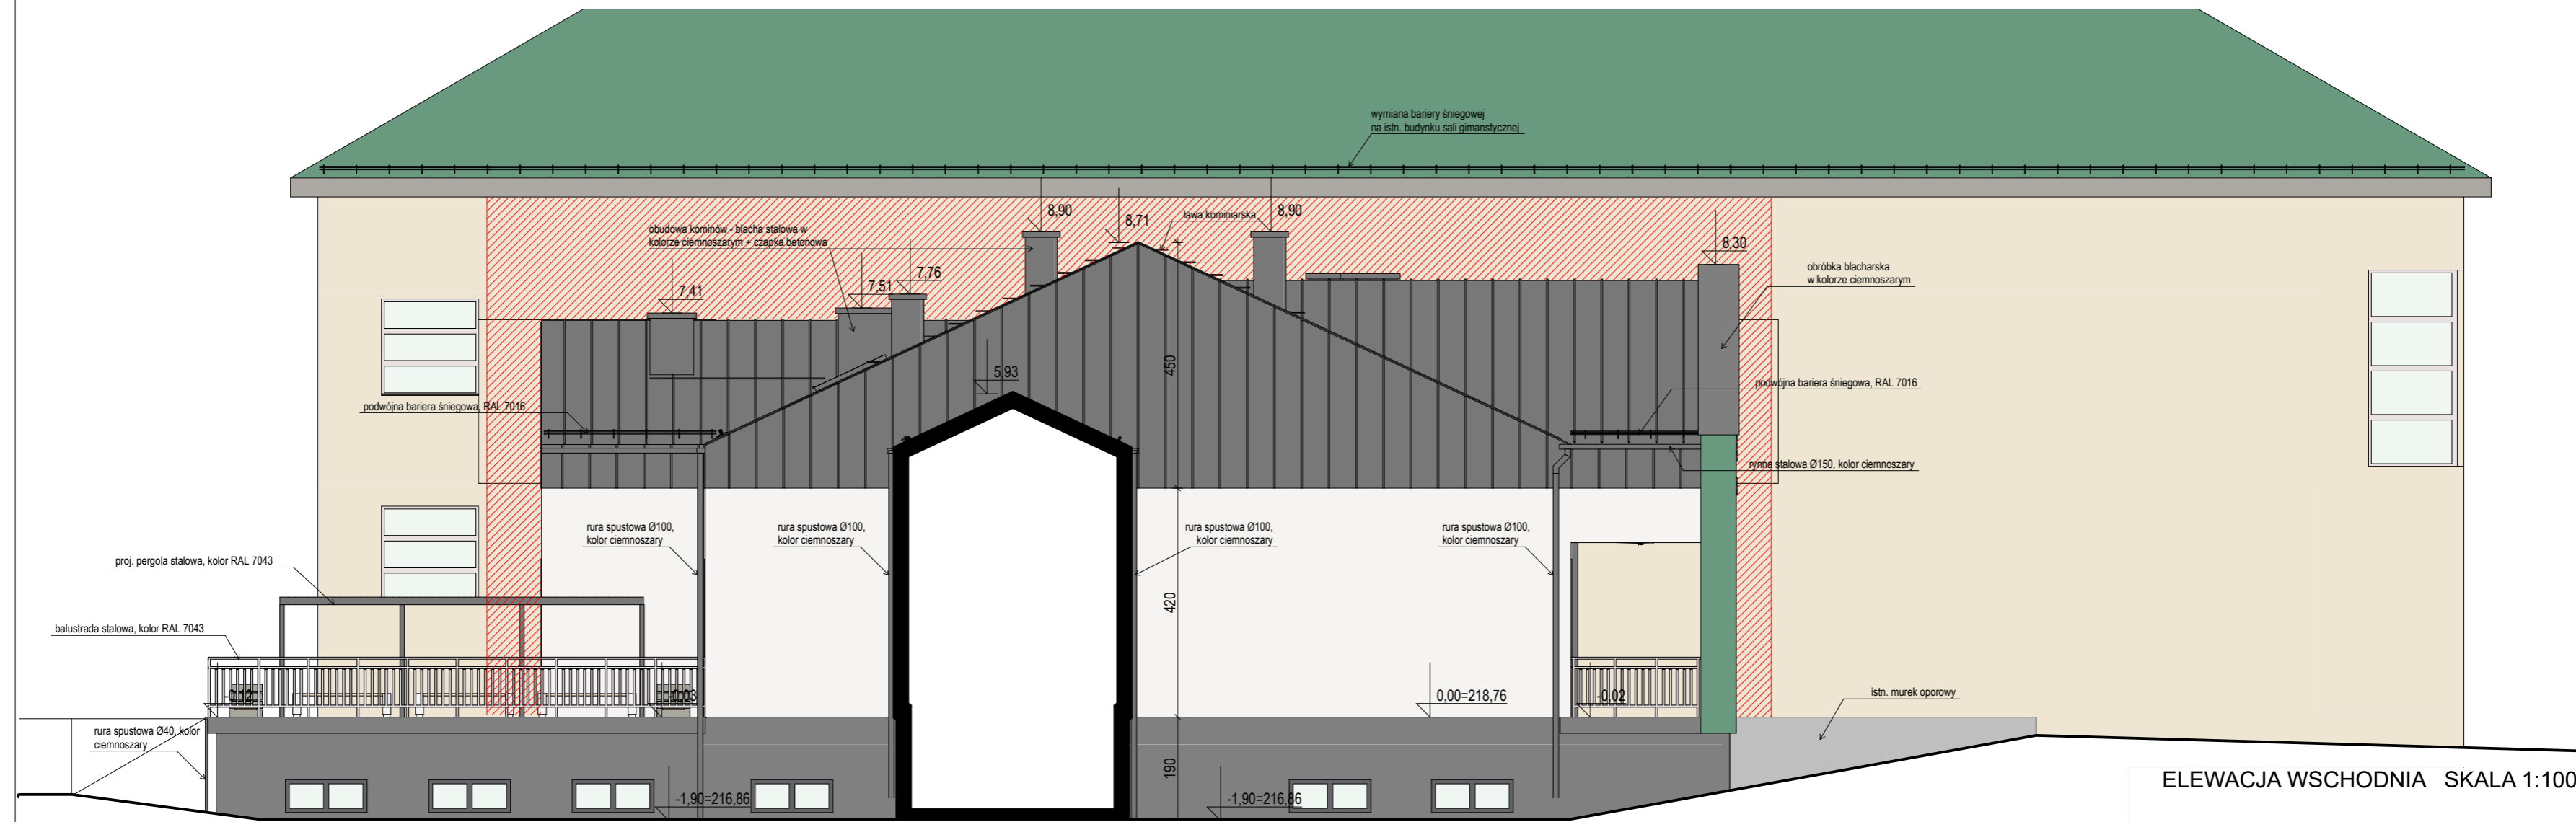 wymiana bariery śniegowej
na istn. budynku sali gimanstycznej
8,90
8,71
ława kominiarska
8,90
8,30
obudowa kominów - blacha stalowa w
kolorze ciemnoszarym + czapka betonowa
7,76
7,51
7,41
obróbka blacharska
w kolorze ciemnoszarym
5,93
450
podwójna bariera śniegowa, RAL 7016
podwójna bariera śniegowa, RAL 7016
rynna stalowa Ø150, kolor ciemnoszary
rura spustowa Ø100,
kolor ciemnoszary
rura spustowa Ø100,
kolor ciemnoszary
rura spustowa Ø100,
kolor ciemnoszary
rura spustowa Ø100,
kolor ciemnoszary
proj. pergola stalowa, kolor RAL 7043
420
balustrada stalowa, kolor RAL 7043
-0,12
-0,03
0,00=218,76
-0,02
istn. murek oporowy
rura spustowa Ø40, kolor
ciemnoszary
190
-1,90=216,86
-1,90=216,86
ELEWACJA WSCHODNIA SKALA 1:100